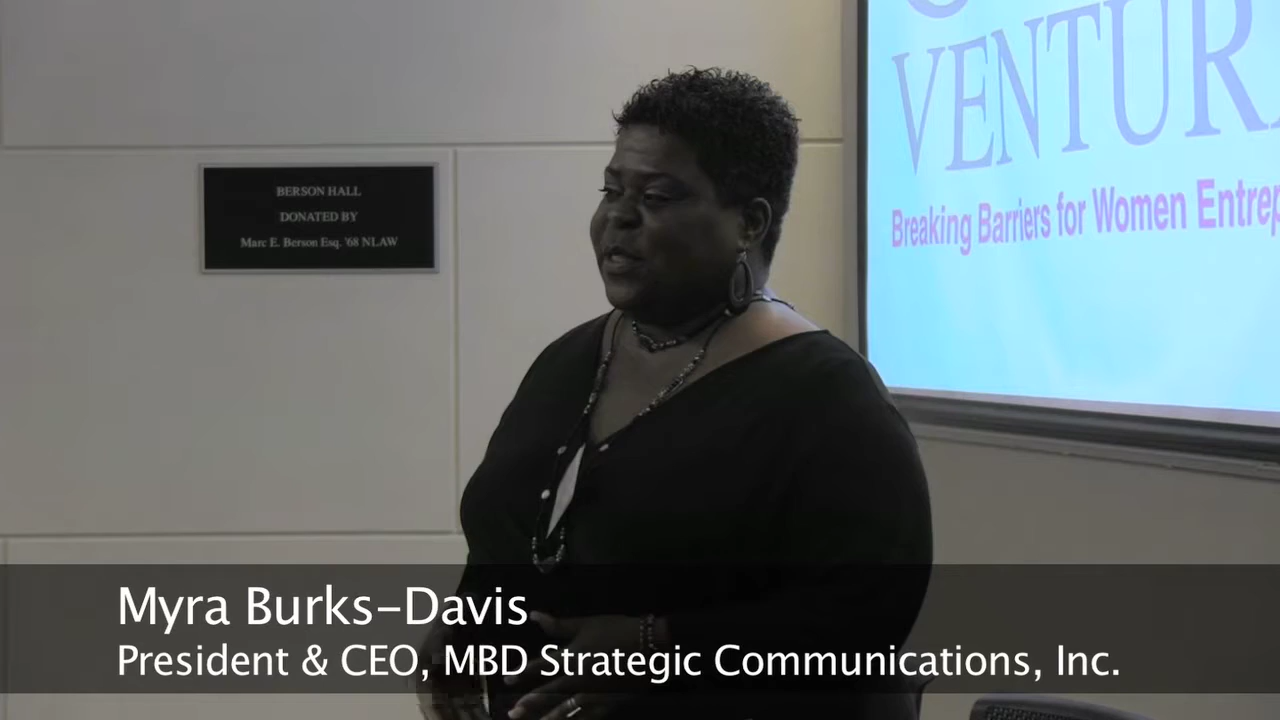 BERSON HALL
DONATED BY
Marc E. Berson Esq. '68 NLAW
VENTUR
Breaking Barriers for Women Entrep
Myra Burks-Davis
President & CEO, MBD Strategic Communications, Inc.